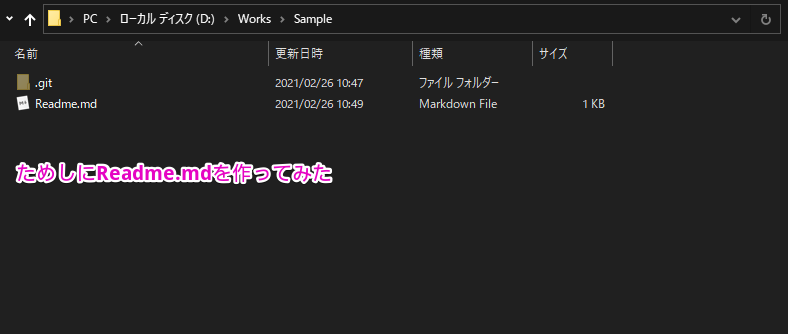 PC > ローカル ディスク (D:) > Works > Sample
名前 更新日時 種類 サイズ
.git 2021/02/26 10:47 ファイル フォルダー
Readme.md 2021/02/26 10:49 Markdown File 1 KB
ためしにReadme.mdを作ってみた